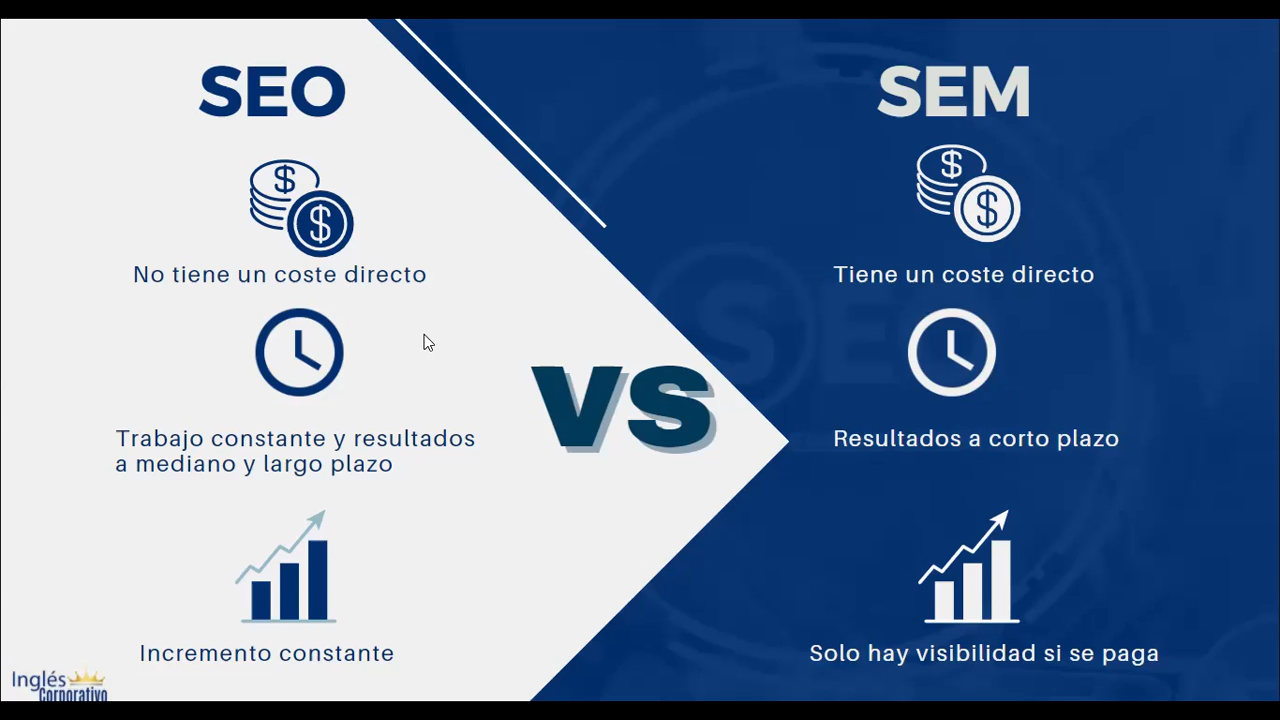 SEO
No tiene un coste directo
Trabajo constante y resultados
a mediano y largo plazo
Incremento constante
VS
SEM
Tiene un coste directo
Resultados a corto plazo
Solo hay visibilidad si se paga
Inglés
Corporativo